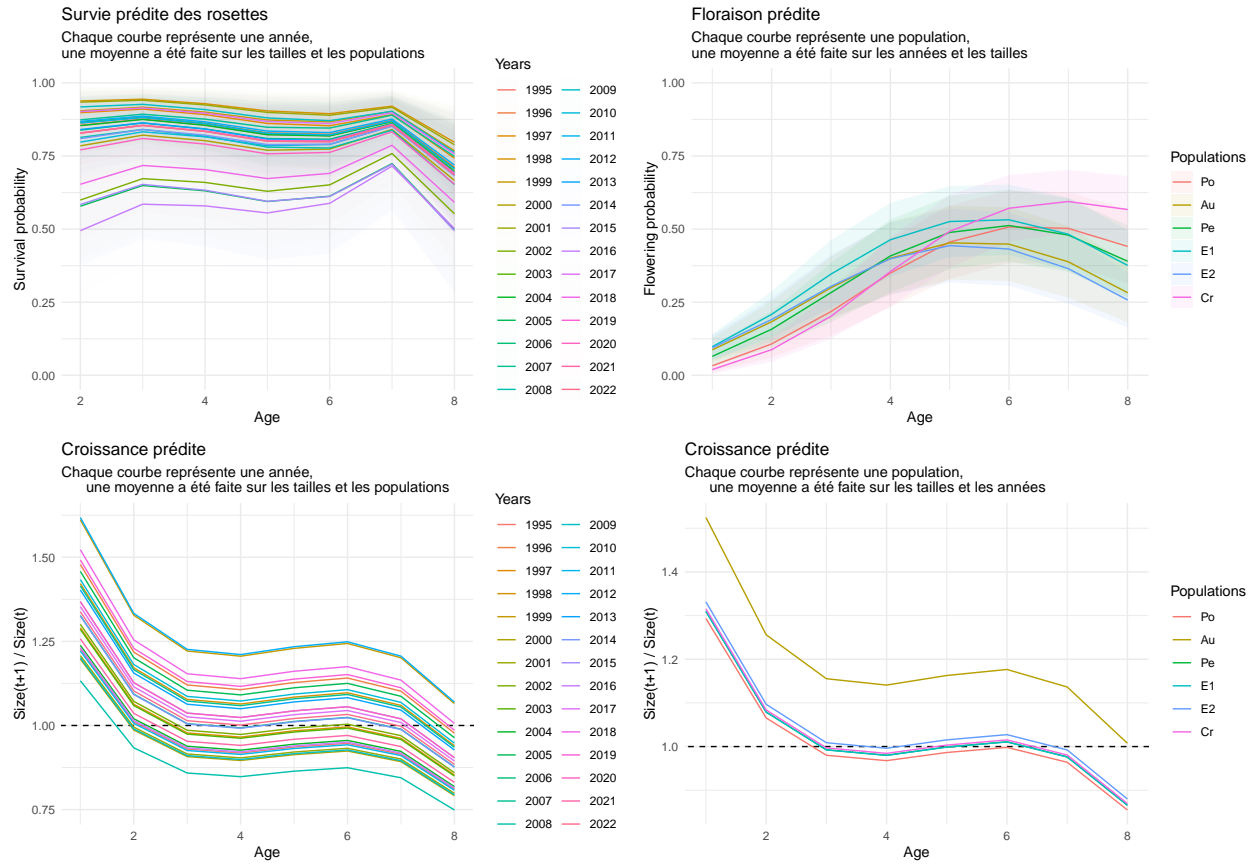 Survie prédite des rosettes
Chaque courbe représente une année,
une moyenne a été faite sur les tailles et les populations
Survival probability
1.00
0.75
0.50
0.25
0.00
2 4 6 8
Age
Years
1995 2009
1996 2010
1997 2011
1998 2012
1999 2013
2000 2014
2001 2015
2002 2016
2003 2017
2004 2018
2005 2019
2006 2020
2007 2021
2008 2022
Floraison prédite
Chaque courbe représente une population,
une moyenne a été faite sur les années et les tailles
Flowering probability
1.00
0.75
0.50
0.25
0.00
2 4 6 8
Age
Populations
Po
Au
Pe
E1
E2
Cr
Croissance prédite
Chaque courbe représente une année,
une moyenne a été faite sur les tailles et les populations
Size(t+1) / Size(t)
1.50
1.25
1.00
0.75
2 4 6 8
Age
Years
1995 2009
1996 2010
1997 2011
1998 2012
1999 2013
2000 2014
2001 2015
2002 2016
2003 2017
2004 2018
2005 2019
2006 2020
2007 2021
2008 2022
Croissance prédite
Chaque courbe représente une population,
une moyenne a été faite sur les tailles et les années
Size(t+1) / Size(t)
1.4
1.2
1.0
2 4 6 8
Age
Populations
Po
Au
Pe
E1
E2
Cr